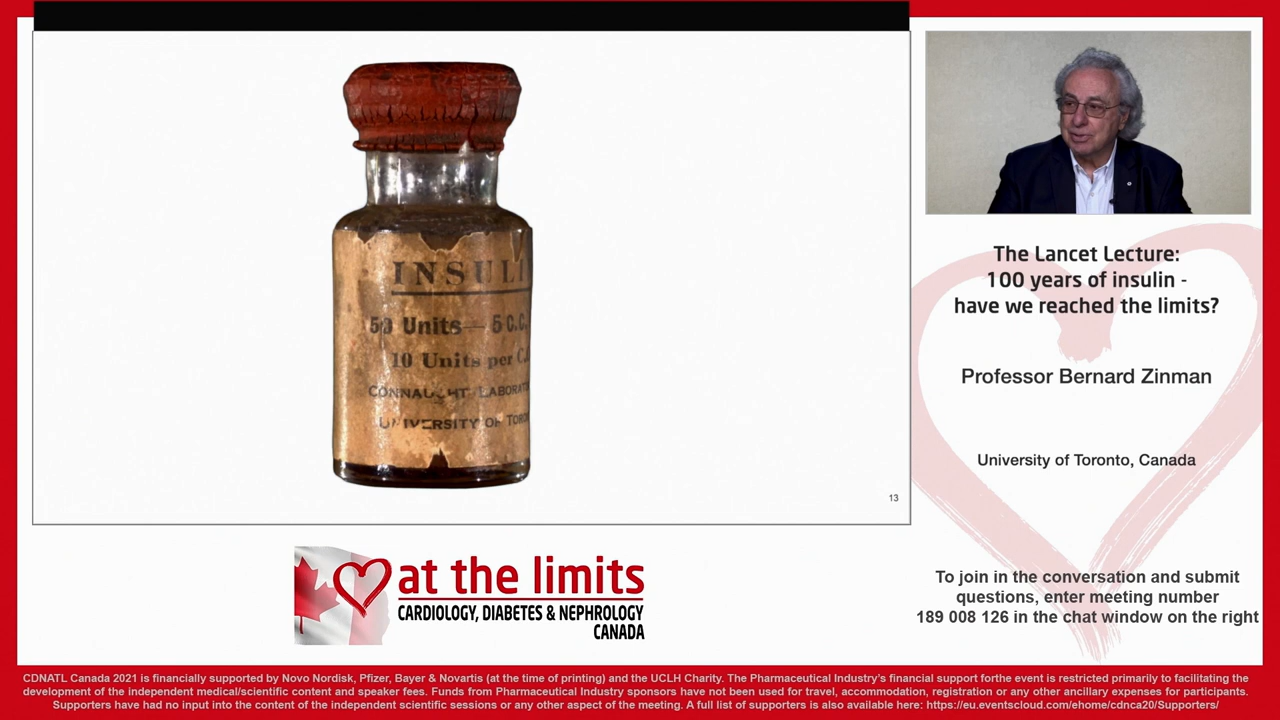 INSULI
50 Units— 5 C.C.
10 Units per C.
CONNAUGHT LABORAT
UNIVERSITY OF TORO
13
The Lancet Lecture:
100 years of insulin -
have we reached the limits?
Professor Bernard Zinman
University of Toronto, Canada
at the limits
CARDIOLOGY, DIABETES & NEPHROLOGY
CANADA
To join in the conversation and submit
questions, enter meeting number
189 008 126 in the chat window on the right
CDNATL Canada 2021 is financially supported by Novo Nordisk, Pfizer, Bayer & Novartis (at the time of printing) and the UCLH Charity. The Pharmaceutical Industry's financial support forthe event is restricted primarily to facilitating the
development of the independent medical/scientific content and speaker fees. Funds from Pharmaceutical Industry sponsors have not been used for travel, accommodation, registration or any other ancillary expenses for participants.
Supporters have had no input into the content of the independent scientific sessions or any other aspect of the meeting. A full list of supporters is also available here: https://eu.eventscloud.com/ehome/cdnca20/Supporters/